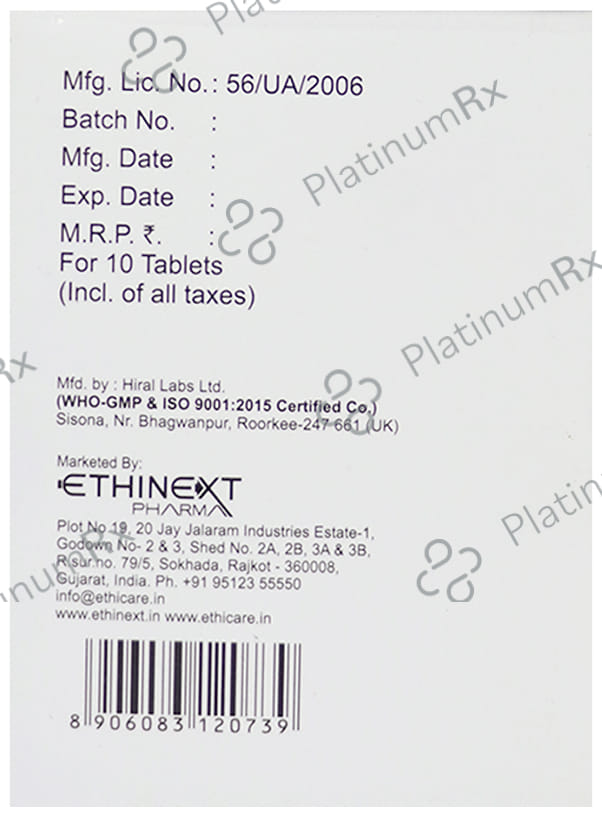 Mfg. Lic. No.: 56/UA/2006
Batch No. :
Mfg. Date :
Exp. Date :
M.R.P. ₹. :
For 10 Tablets
(Incl. of all taxes)
Mfd. by : Hiral Labs Ltd.
(WHO-GMP & ISO 9001:2015 Certified Co.)
Sisona, Nr. Bhagwanpur, Roorkee-247 661 (UK)
Marketed By:
ETHINEXT
PHARMA
Plot No 19, 20 Jay Jalaram Industries Estate-1,
Godown No- 2 & 3, Shed No. 2A, 2B, 3A & 3B,
R.sur.no. 79/5, Sokhada, Rajkot - 360008,
Gujarat, India. Ph. +91 95123 55550
info@ethicare.in
www.ethinext.in www.ethicare.in
8 906083 120739
PlatinumRx
PlatinumRx
PlatinumRx